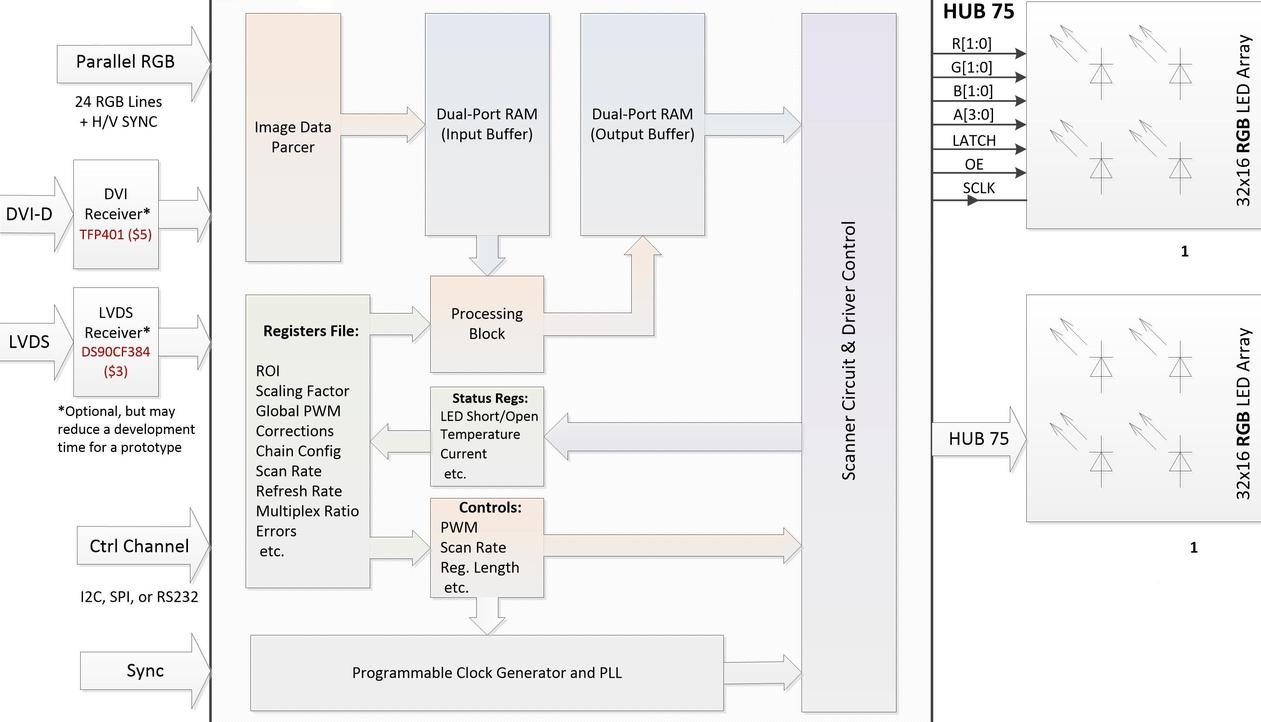 Parallel RGB
24 RGB Lines
+ H/V SYNC
DVI-D
DVI
Receiver*
TFP401 ($5)
LVDS
LVDS
Receiver*
DS90CF384
($3)
*Optional, but may
reduce a development
time for a prototype
Ctrl Channel
I2C, SPI, or RS232
Sync
Image Data
Parcer
Dual-Port RAM
(Input Buffer)
Dual-Port RAM
(Output Buffer)
Processing
Block
Registers File:
ROI
Scaling Factor
Global PWM
Corrections
Chain Config
Scan Rate
Refresh Rate
Multiplex Ratio
Errors
etc.
Status Regs:
LED Short/Open
Temperature
Current
etc.
Controls:
PWM
Scan Rate
Reg. Length
etc.
Programmable Clock Generator and PLL
Scanner Circuit & Driver Control
HUB 75
R[1:0]
G[1:0]
B[1:0]
A[3:0]
LATCH
OE
SCLK
32x16 RGB LED Array
1
HUB 75
32x16 RGB LED Array
1